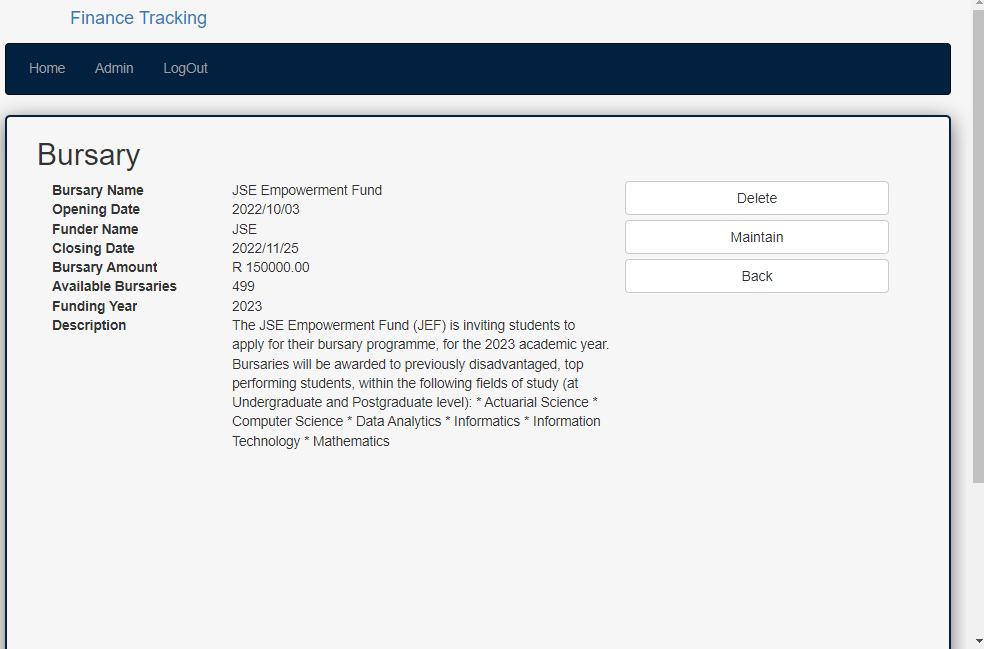 Finance Tracking
Home Admin LogOut
Bursary
Bursary Name JSE Empowerment Fund
Opening Date 2022/10/03
Funder Name JSE
Closing Date 2022/11/25
Bursary Amount R 150000.00
Available Bursaries 499
Funding Year 2023
Description The JSE Empowerment Fund (JEF) is inviting students to
apply for their bursary programme, for the 2023 academic year.
Bursaries will be awarded to previously disadvantaged, top
performing students, within the following fields of study (at
Undergraduate and Postgraduate level): * Actuarial Science *
Computer Science * Data Analytics * Informatics * Information
Technology * Mathematics
Delete
Maintain
Back